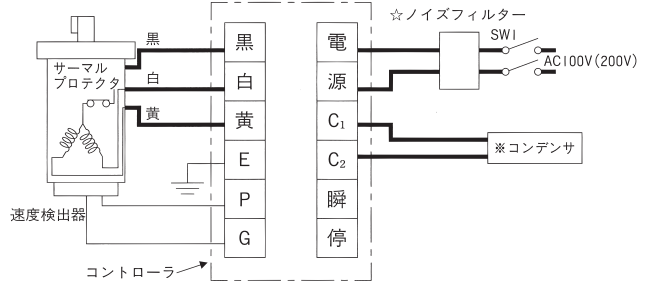 ☆ノイズフィルター
SW1
AC100V(200V)
サーマル
プロテクタ
黒
白
黄
黒
白
黄
E
P
G
電
源
C1
C2
瞬
停
※コンデンサ
速度検出器
コントローラ